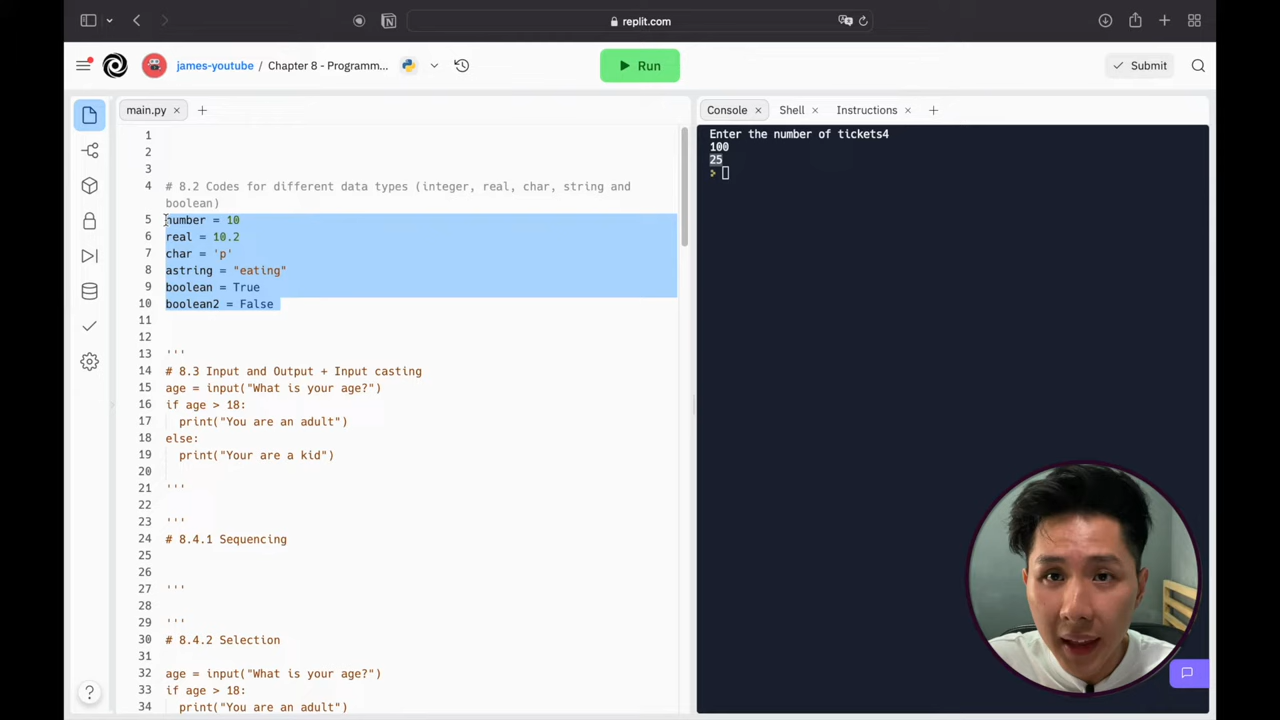 replit.com
james-youtube / Chapter 8 - Programm...
Run
Submit
main.py
Console
Shell
Instructions
1
2
3
4 # 8.2 Codes for different data types (integer, real, char, string and
boolean)
5 number = 10
6 real = 10.2
7 char = 'p'
8 astring = "eating"
9 boolean = True
10 boolean2 = False
11
12
13 '''
14 # 8.3 Input and Output + Input casting
15 age = input("What is your age?")
16 if age > 18:
17 print("You are an adult")
18 else:
19 print("Your are a kid")
20
21 '''
22
23 '''
24 # 8.4.1 Sequencing
25
26
27 '''
28
29 '''
30 # 8.4.2 Selection
31
32 age = input("What is your age?")
33 if age > 18:
34 print("You are an adult")
Enter the number of tickets4
100
25
>
?